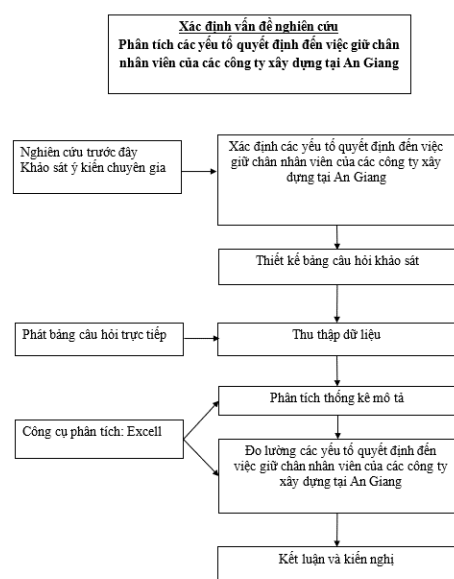 Xác định vấn đề nghiên cứu
Phân tích các yếu tố quyết định đến việc giữ chân
nhân viên của các công ty xây dựng tại An Giang
Nghiên cứu trước đây
Khảo sát ý kiến chuyên gia
Xác định các yếu tố quyết định đến việc
giữ chân nhân viên của các công ty xây
dựng tại An Giang
Thiết kế bảng câu hỏi khảo sát
Phát bảng câu hỏi trực tiếp
Thu thập dữ liệu
Phân tích thống kê mô tả
Công cụ phân tích: Excell
Đo lường các yếu tố quyết định đến
việc giữ chân nhân viên của các công ty
xây dựng tại An Giang
Kết luận và kiến nghị